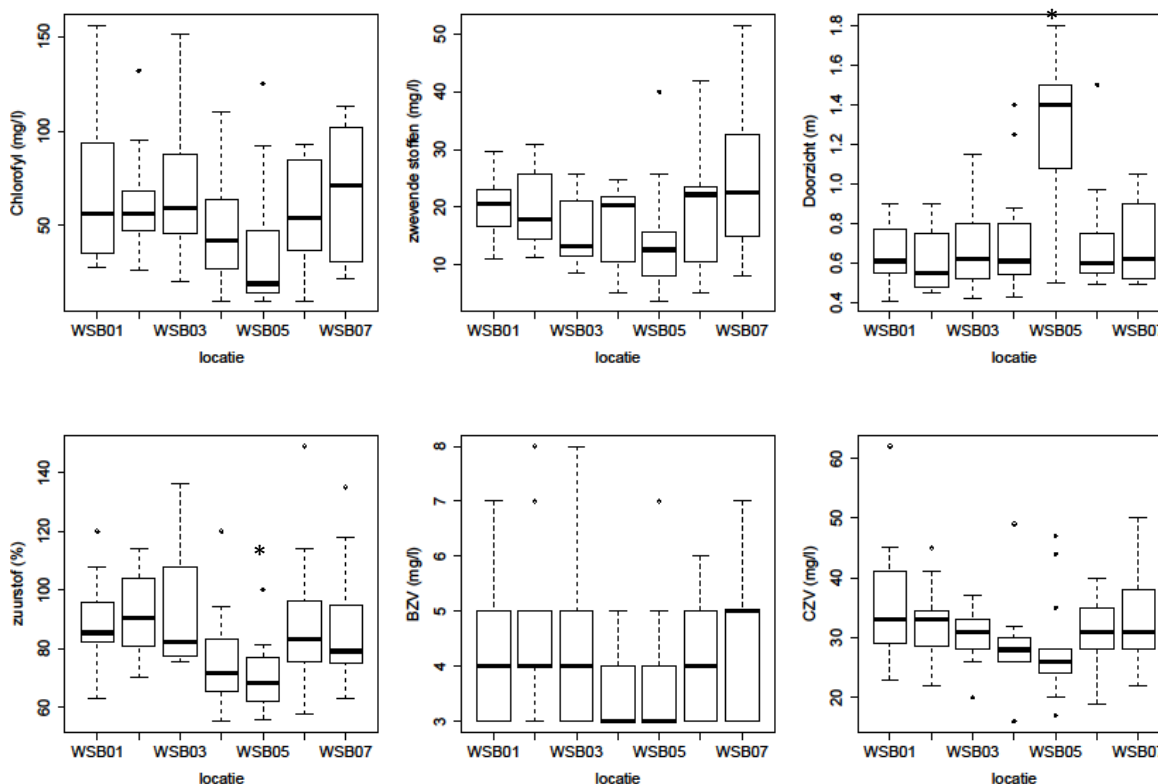 Chlorofyl (mg/l)
150
100
50
WSB01 WSB03 WSB05 WSB07
locatie
zwevende stoffen (mg/l)
50
40
30
20
10
WSB01 WSB03 WSB05 WSB07
locatie
Doorzicht (m)
1.8
1.6
1.4
1.2
1.0
0.8
0.6
0.4
*
WSB01 WSB03 WSB05 WSB07
locatie
zuurstof (%)
140
120
100
80
60
*
WSB01 WSB03 WSB05 WSB07
locatie
BZV (mg/l)
8
7
6
5
4
3
WSB01 WSB03 WSB05 WSB07
locatie
CZV (mg/l)
60
50
40
30
20
WSB01 WSB03 WSB05 WSB07
locatie